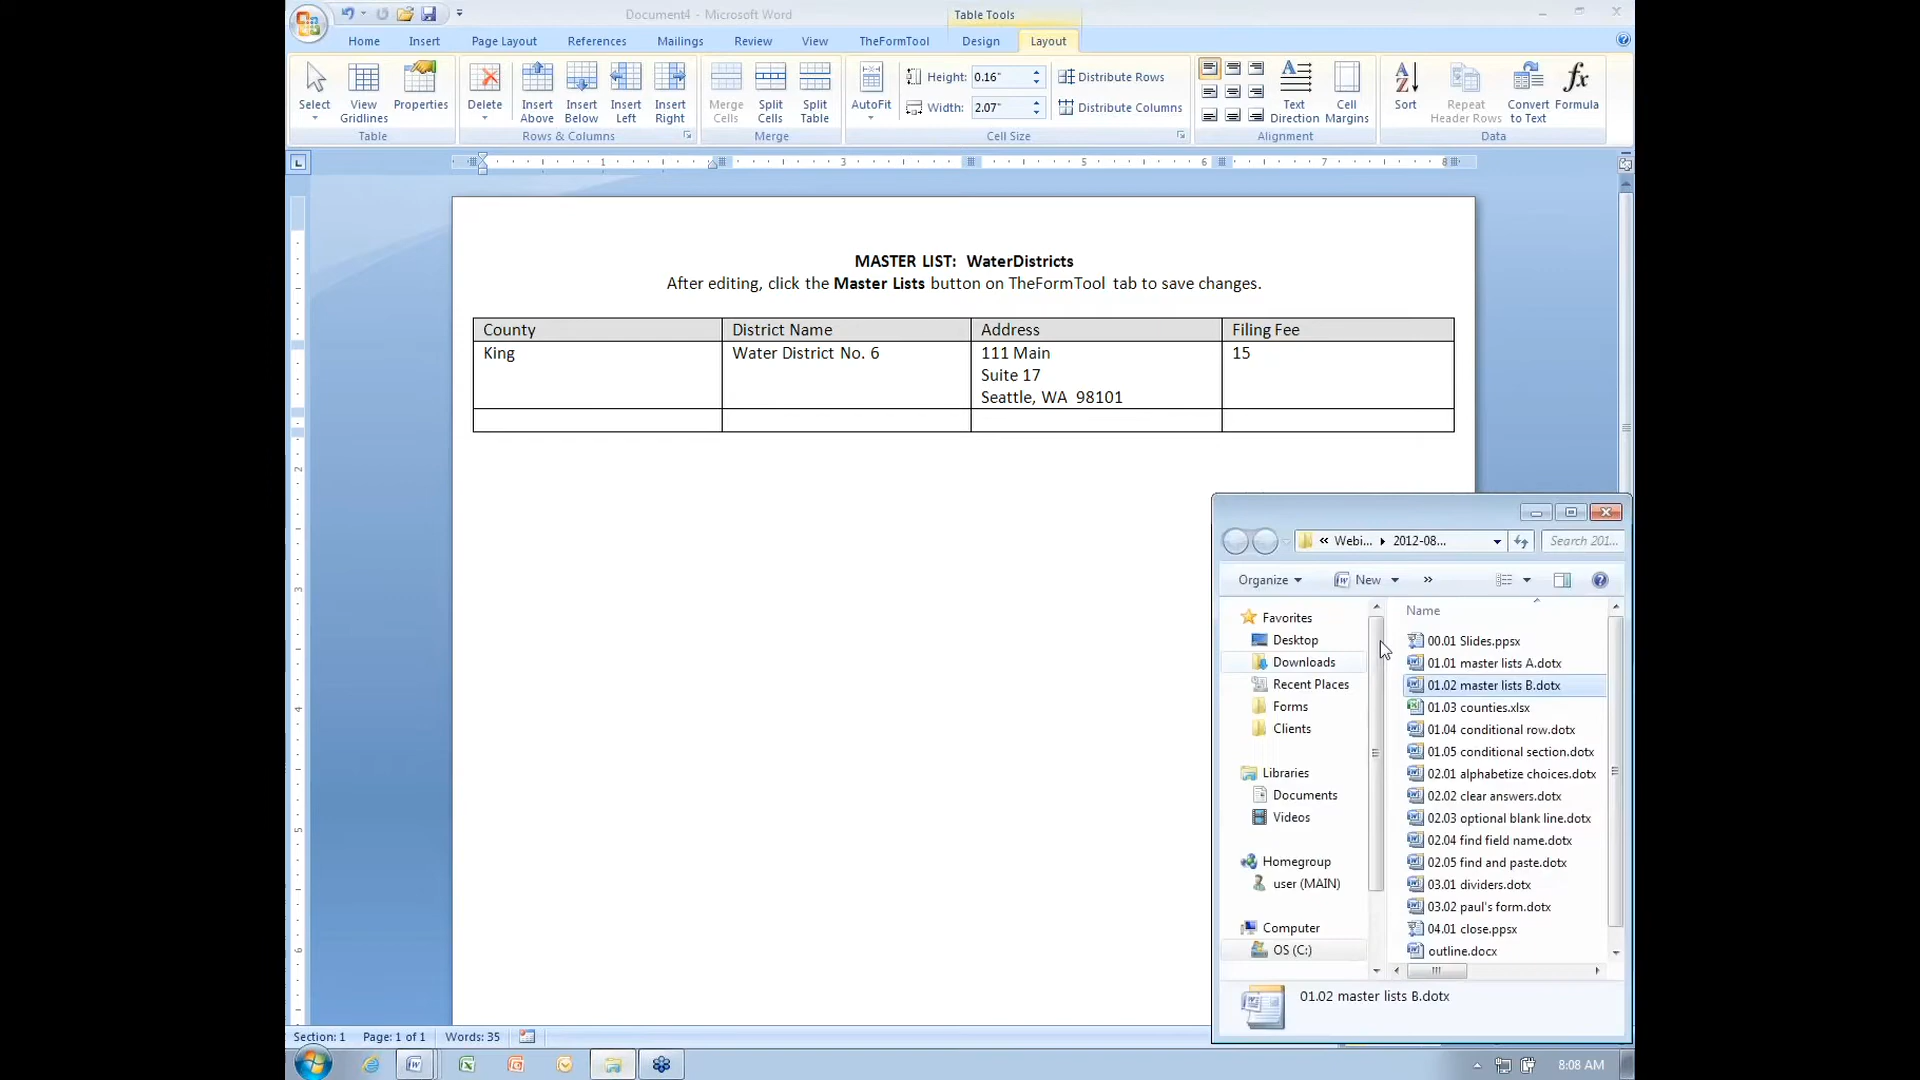 Document4 - Microsoft Word
Table Tools
Home Insert Page Layout References Mailings Review View TheFormTool Design Layout
Select
View Gridlines
Properties
Table
Delete
Insert Above
Insert Below
Insert Left
Insert Right
Rows & Columns
Merge Cells
Split Cells
Split Table
Merge
AutoFit
Height: 0.16"
Width: 2.07"
Distribute Rows
Distribute Columns
Cell Size
Text Direction
Cell Margins
Alignment
Sort
Repeat Header Rows
Convert to Text
Formula
Data
1 3 5 6 7 8
MASTER LIST: WaterDistricts
After editing, click the Master Lists button on TheFormTool tab to save changes.
County District Name Address Filing Fee
King Water District No. 6 111 Main 15
Suite 17
Seattle, WA 98101
2
3
4
5
6
« Webi... 2012-08... Search 201...
Organize New » 
Name
Favorites
Desktop
Downloads
Recent Places
Forms
Clients
Libraries
Documents
Videos
Homegroup
user (MAIN)
Computer
OS (C:)
00.01 Slides.ppsx
01.01 master lists A.dotx
01.02 master lists B.dotx
01.03 counties.xlsx
01.04 conditional row.dotx
01.05 conditional section.dotx
02.01 alphabetize choices.dotx
02.02 clear answers.dotx
02.03 optional blank line.dotx
02.04 find field name.dotx
02.05 find and paste.dotx
03.01 dividers.dotx
03.02 paul's form.dotx
04.01 close.ppsx
outline.docx
01.02 master lists B.dotx
Section: 1 Page: 1 of 1 Words: 35
8:08 AM